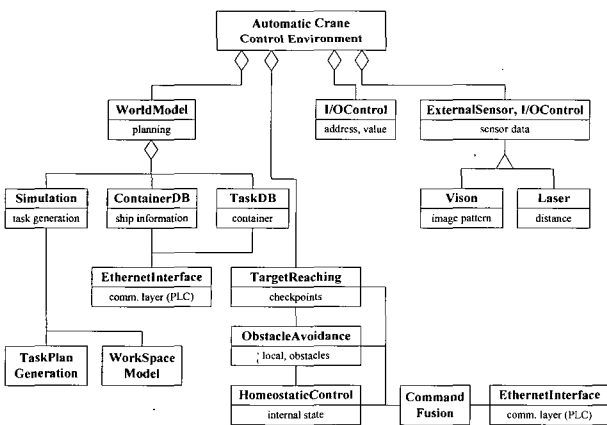 Automatic Crane
Control Environment
WorldModel
planning
I/OControl
address, value
ExternalSensor, I/OControl
sensor data
Simulation
task generation
ContainerDB
ship information
TaskDB
container
Vison
image pattern
Laser
distance
EthernetInterface
comm. layer (PLC)
TargetReaching
checkpoints
ObstacleAvoidance
local, obstacles
TaskPlan
Generation
WorkSpace
Model
HomeostaticControl
internal state
Command
Fusion
EthernetInterface
comm. layer (PLC)